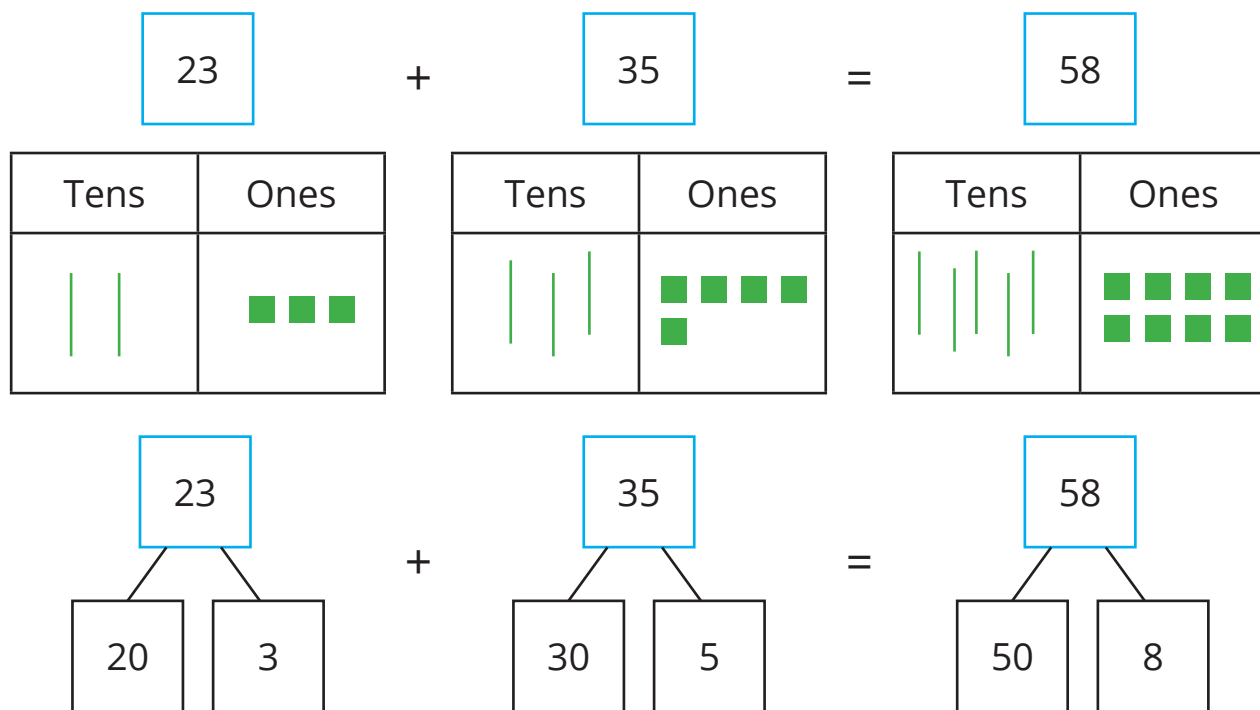 23 + 35 = 58
Tens Ones Tens Ones Tens Ones
23 + 35 = 58
20 3 30 5 50 8